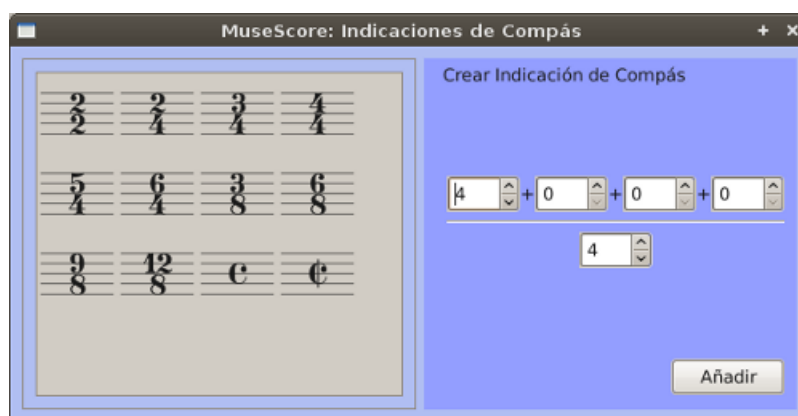 MuseScore: Indicaciones de Compás
2 2 3 4
2 4 4 4
5 6 3 6
4 4 8 8
9 12 C ¢
8 8
Crear Indicación de Compás
4 + 0 + 0 + 0
4
Añadir